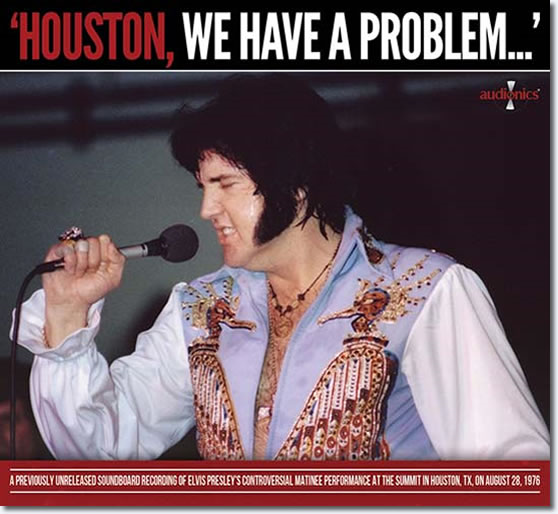 ‘HOUSTON, WE HAVE A PROBLEM...’
audionics
A PREVIOUSLY UNRELEASED SOUNDBOARD RECORDING OF ELVIS PRESLEY'S CONTROVERSIAL MATINEE PERFORMANCE AT THE SUMMIT IN HOUSTON, TX, ON AUGUST 28, 1976